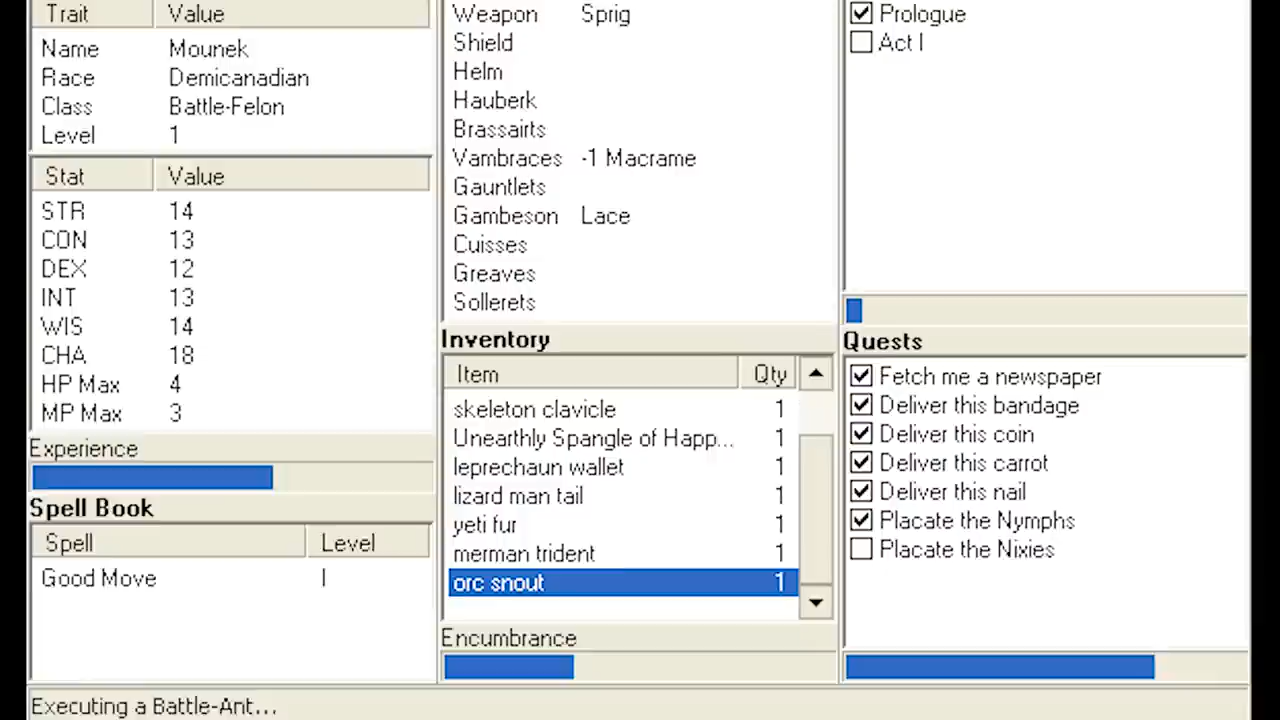 Trait Value
Name Mounek
Race Demicanadian
Class Battle-Felon
Level 1
Stat Value
STR 14
CON 13
DEX 12
INT 13
WIS 14
CHA 18
HP Max 4
MP Max 3
Experience
Spell Book
Spell Level
Good Move I
Weapon Sprig
Shield
Helm
Hauberk
Brassairts
Vambraces -1 Macrame
Gauntlets
Gambeson Lace
Cuisses
Greaves
Sollerets
Inventory
Item Qty
skeleton clavicle 1
Unearthly Spangle of Happ... 1
leprechaun wallet 1
lizard man tail 1
yeti fur 1
merman trident 1
orc snout 1
Encumbrance
Prologue
Act I
Quests
Fetch me a newspaper
Deliver this bandage
Deliver this coin
Deliver this carrot
Deliver this nail
Placate the Nymphs
Placate the Nixies
Executing a Battle-Ant...